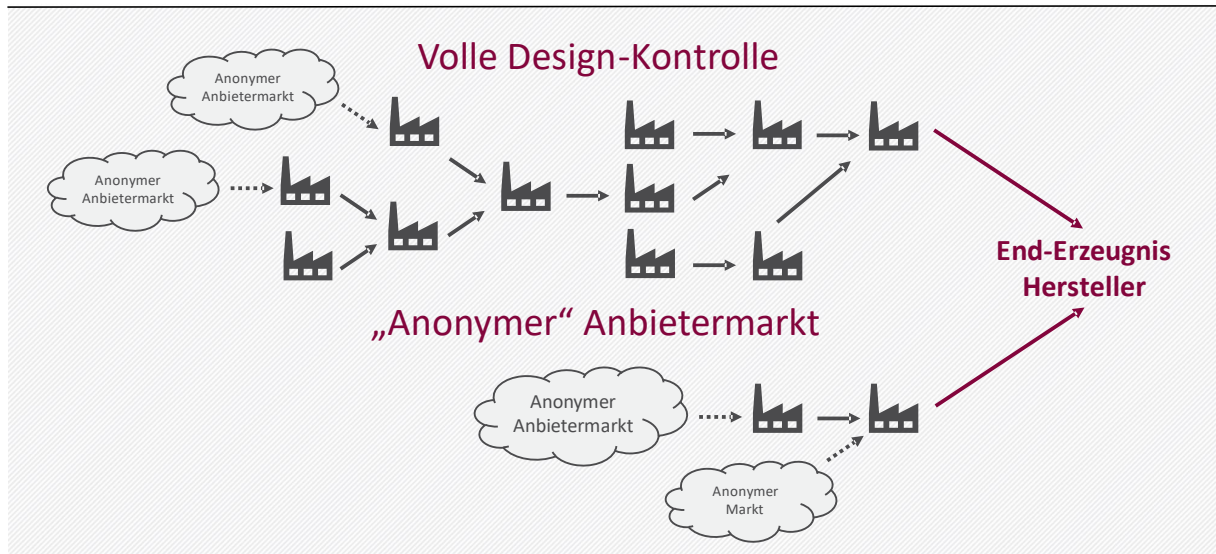 Volle Design-Kontrolle
Anonymer
Anbietermarkt
Anonymer
Anbietermarkt
End-Erzeugnis
Hersteller
„Anonymer“ Anbietermarkt
Anonymer
Anbietermarkt
Anonymer
Markt